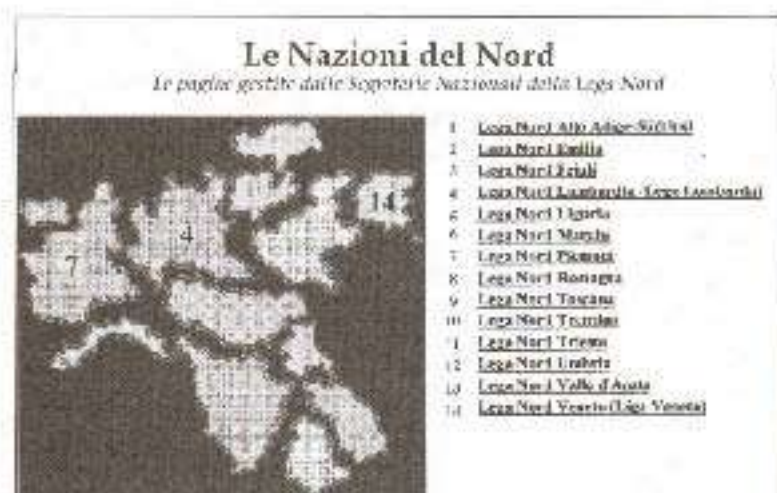 Le Nazioni del Nord
Le pagine gestite dalle Segreterie Nazionali della Lega Nord
14
4
7
1 Lega Nord Alto Adige-Südtirol
2 Lega Nord Emilia
3 Lega Nord Friuli
4 Lega Nord Lombardia (Lega Lombarda)
5 Lega Nord Liguria
6 Lega Nord Marche
7 Lega Nord Piemont
8 Lega Nord Romagna
9 Lega Nord Toscana
10 Lega Nord Trentino
11 Lega Nord Trieste
12 Lega Nord Umbria
13 Lega Nord Valle d'Aosta
14 Lega Nord Veneto (Liga Veneta)